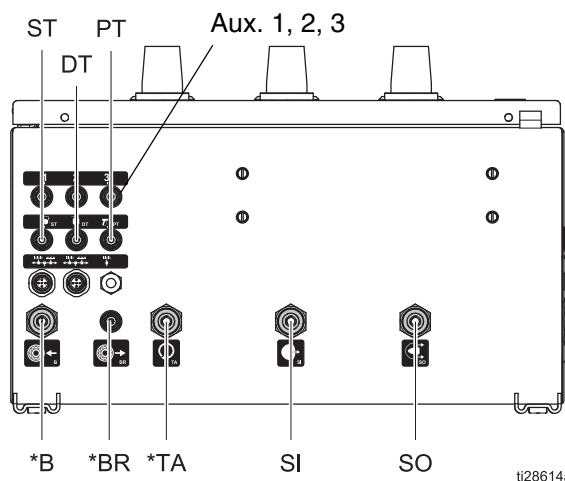 ST PT Aux. 1, 2, 3
DT
1 2 3
ST DT PT
B BR TA SI SO
*B *BR *TA SI SO
ti28614a